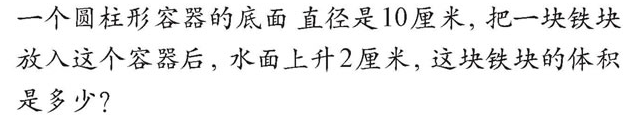 一个圆柱形容器的底面 直径是10厘米, 把一块铁块
放入这个容器后, 水面上升2厘米, 这块铁块的体积
是多少?